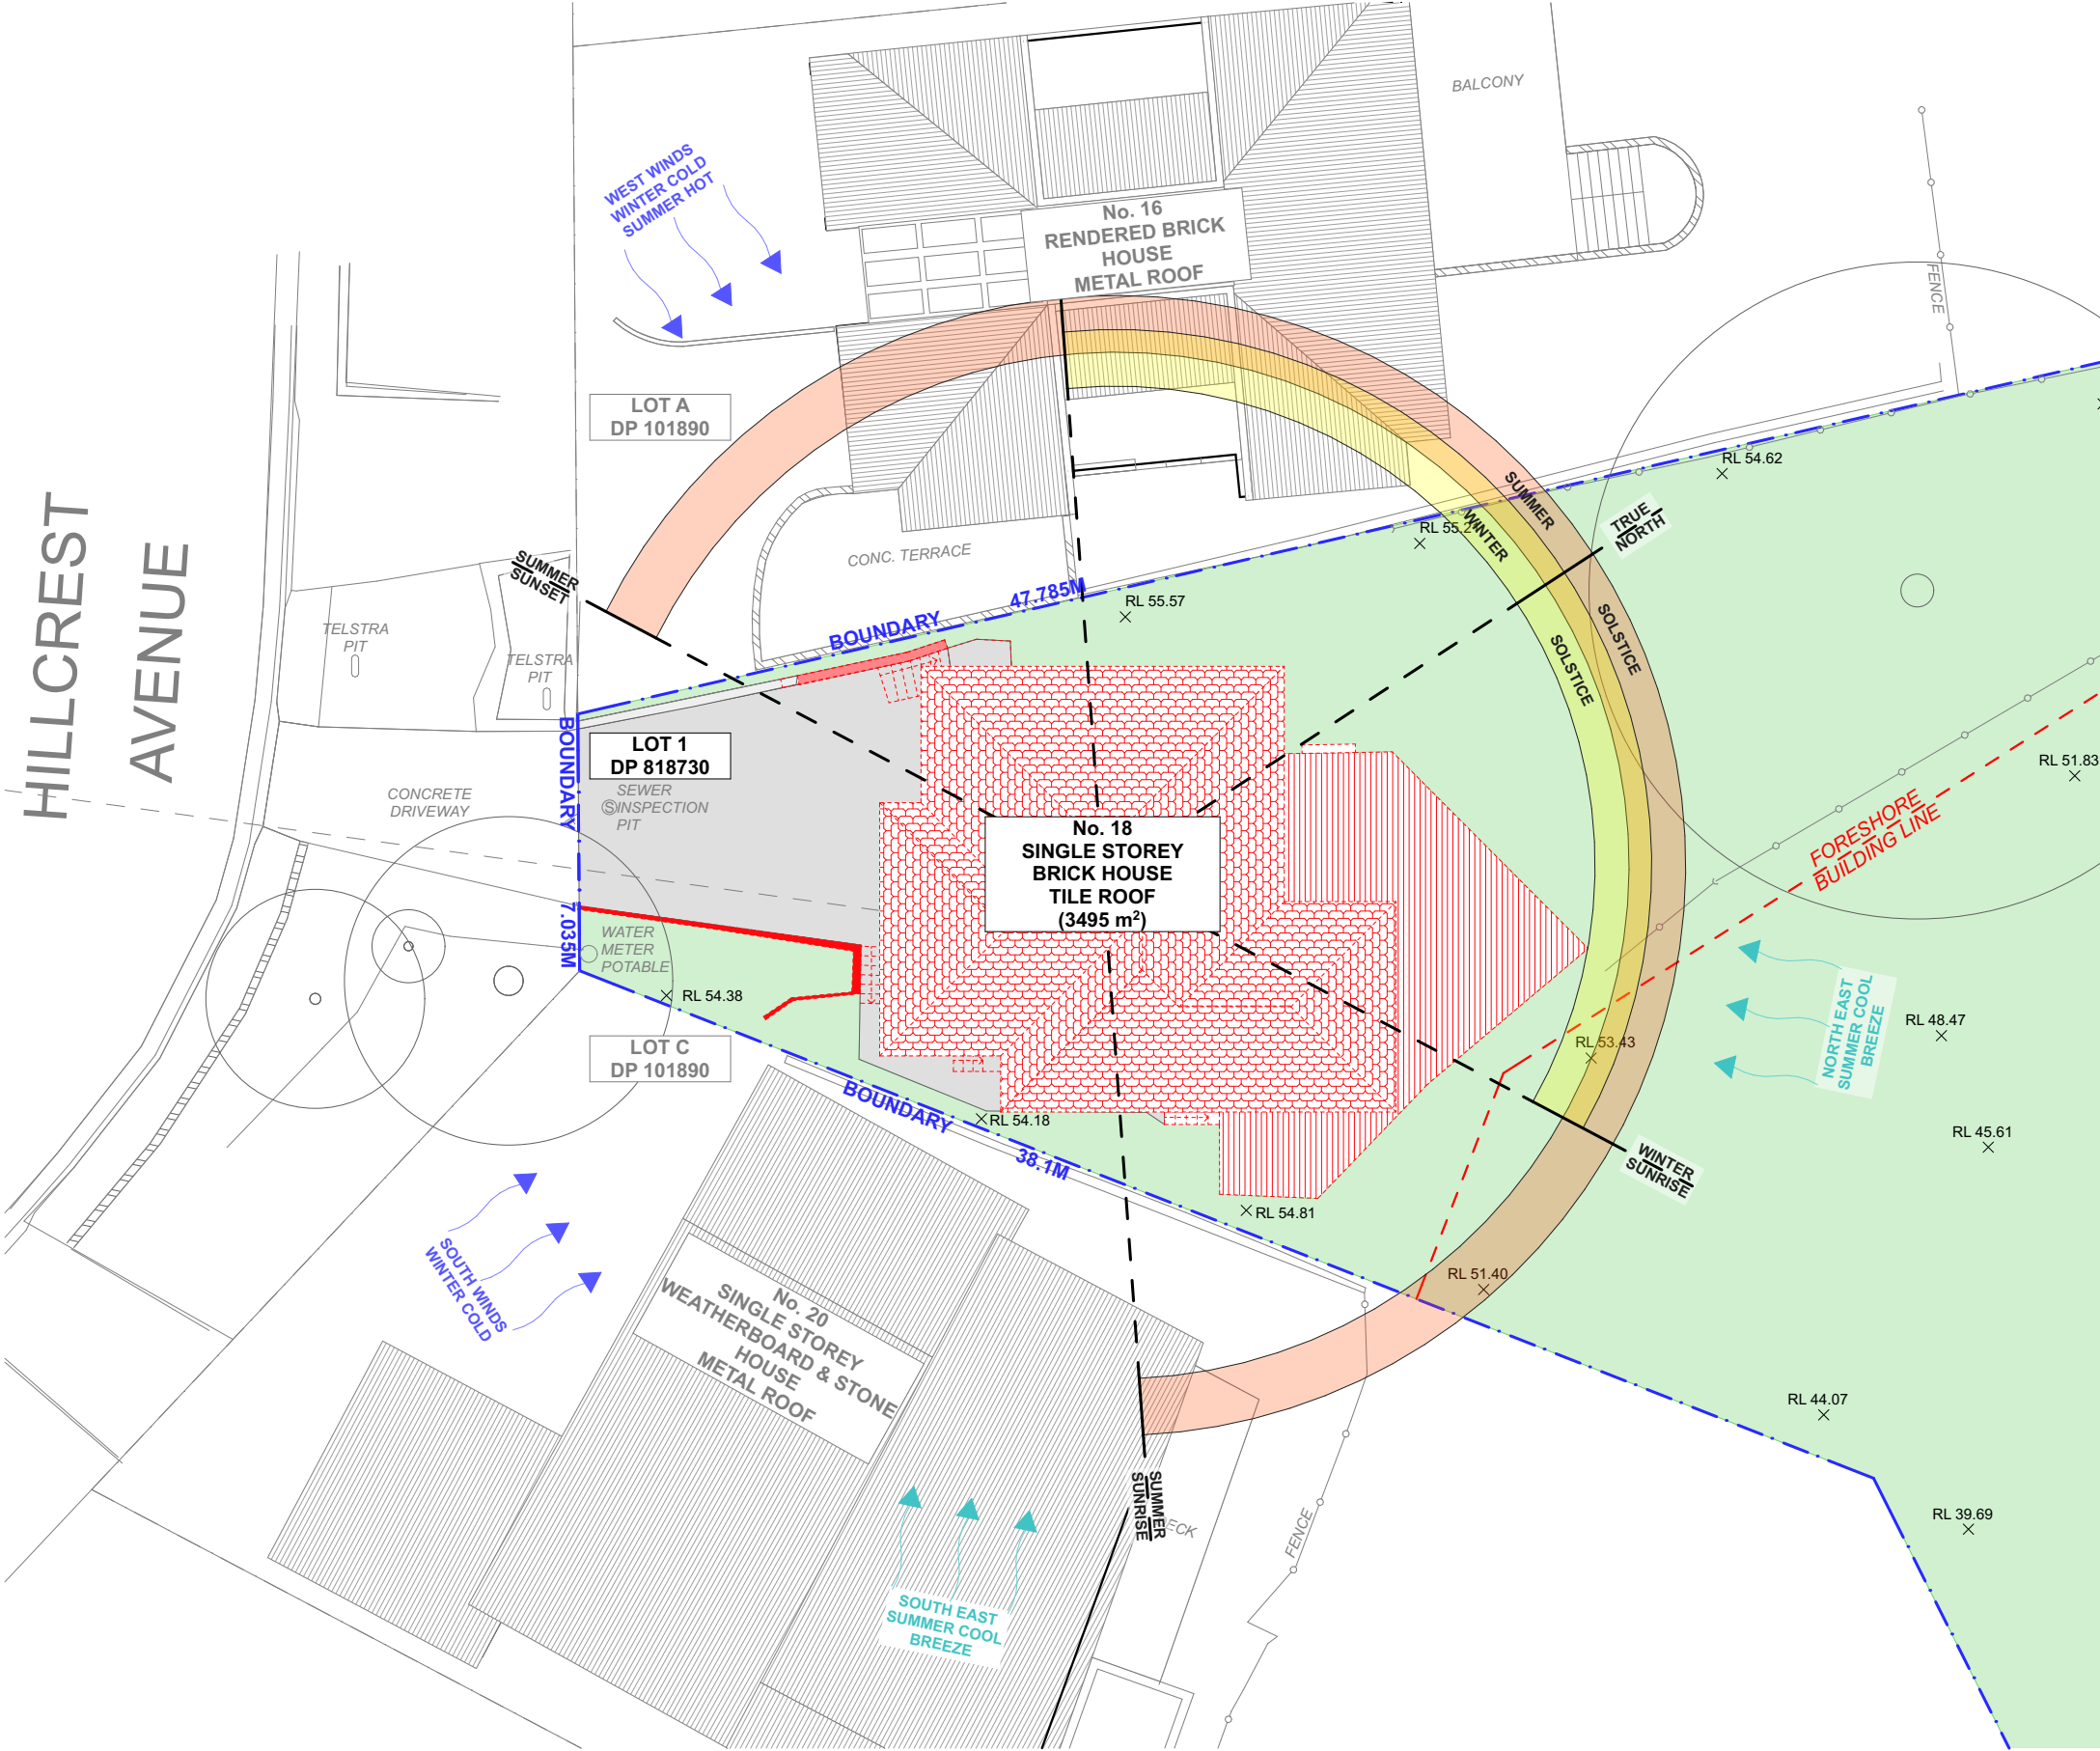 BALCONY
WEST WINDS
WINTER COLD
SUMMER HOT
No. 16
RENDERED BRICK
HOUSE
METAL ROOF
FENCE
LOT A
DP 101890
RL 54.62
SUMMER
SOLSTICE
WINTER
SOLSTICE
TRUE
NORTH
CONC. TERRACE
SUMMER
SUNSET
HILLCREST
AVENUE
BOUNDARY
47.785M
RL 55.57
TELSTRA
PIT
TELSTRA
PIT
BOUNDARY
7.035M
LOT 1
DP 818730
SEWER
INSPECTION
PIT
S
CONCRETE
DRIVEWAY
RL 51.83
FORESHORE
BUILDING LINE
No. 18
SINGLE STOREY
BRICK HOUSE
TILE ROOF
(3495 m²)
WATER
METER
POTABLE
RL 54.38
NORTH EAST
SUMMER COOL
BREEZE
RL 48.47
RL 53.43
LOT C
DP 101890
BOUNDARY
38.1M
RL 54.18
RL 45.61
WINTER
SUNRISE
RL 54.81
SOUTH WINDS
WINTER COLD
RL 51.40
No. 20
SINGLE STOREY
WEATHERBOARD & STONE
HOUSE
METAL ROOF
RL 44.07
SUMMER
SUNRISE
FENCE
RL 39.69
SOUTH EAST
SUMMER COOL
BREEZE